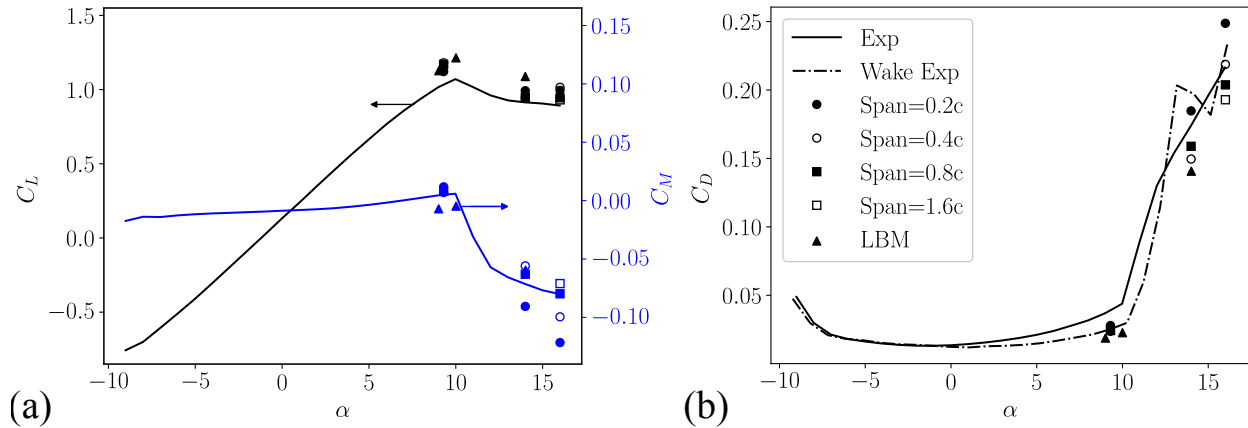 1.5
1.0
0.5
0.0
−0.5
C_L
0.15
0.10
0.05
0.00
−0.05
−0.10
C_M
−10
−5
0
5
10
15
α
(a)
0.25
0.20
0.15
0.10
0.05
C_D
Exp
Wake Exp
Span=0.2c
Span=0.4c
Span=0.8c
Span=1.6c
LBM
−10
−5
0
5
10
15
α
(b)